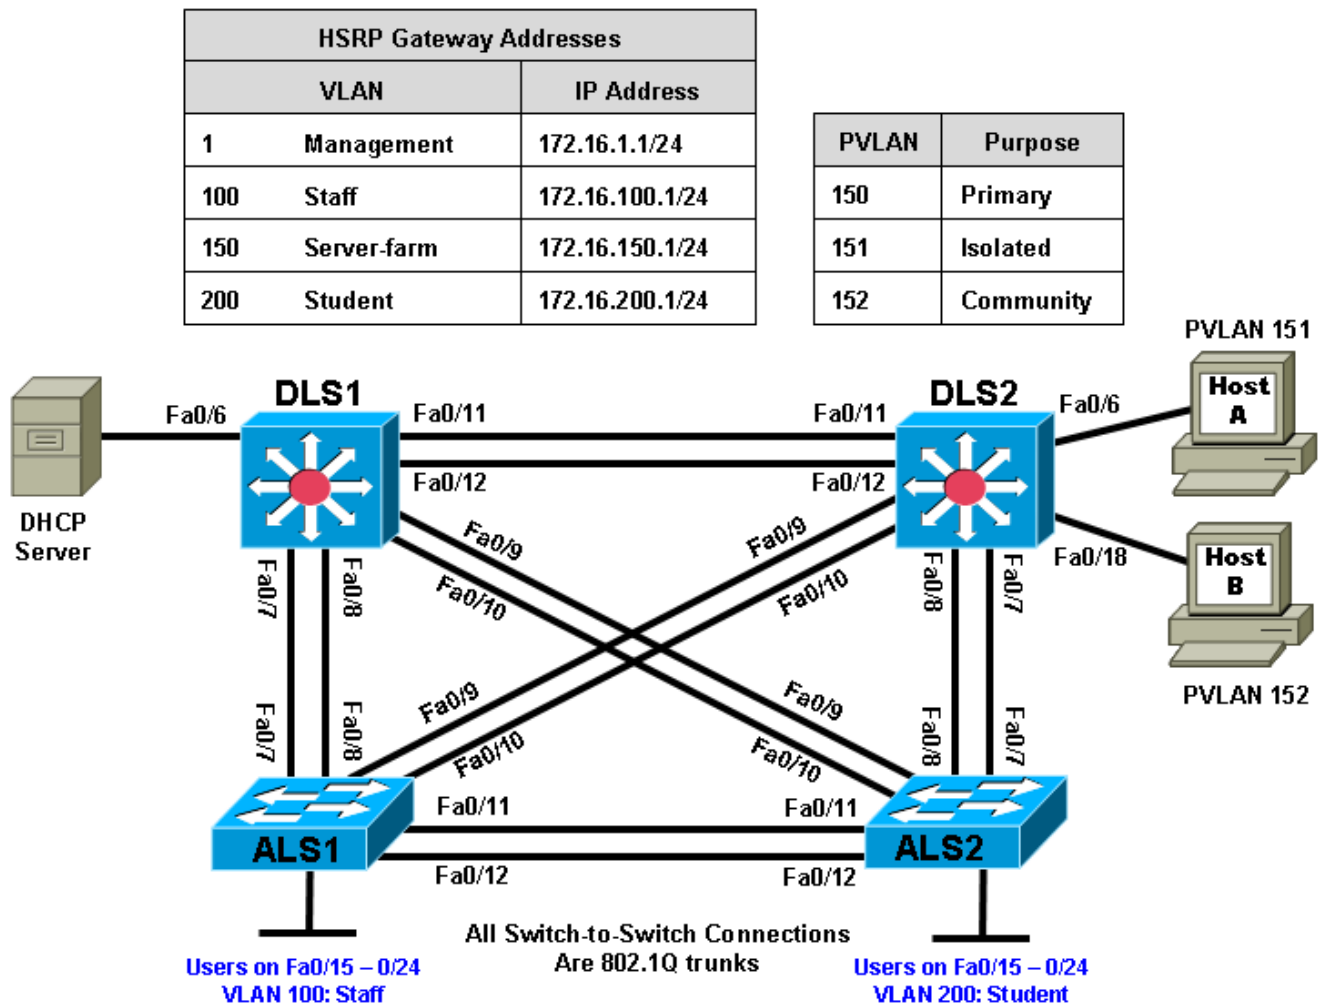 HSRP Gateway Addresses
VLAN IP Address
1 Management 172.16.1.1/24
100 Staff 172.16.100.1/24
150 Server-farm 172.16.150.1/24
200 Student 172.16.200.1/24
PVLAN Purpose
150 Primary
151 Isolated
152 Community
PVLAN 151
Host
A
DLS1
DLS2
Fa0/6
Fa0/11
Fa0/11
Fa0/6
Fa0/12
Fa0/12
DHCP
Server
Fa0/9
Fa0/9
Fa0/18
Host
B
Fa0/7
Fa0/8
Fa0/10
Fa0/10
Fa0/8
Fa0/7
PVLAN 152
Fa0/7
Fa0/8
Fa0/9
Fa0/10
Fa0/9
Fa0/10
Fa0/8
Fa0/7
Fa0/11
Fa0/11
ALS1
ALS2
Fa0/12
Fa0/12
All Switch-to-Switch Connections
Are 802.1Q trunks
Users on Fa0/15 – 0/24
VLAN 100: Staff
Users on Fa0/15 – 0/24
VLAN 200: Student